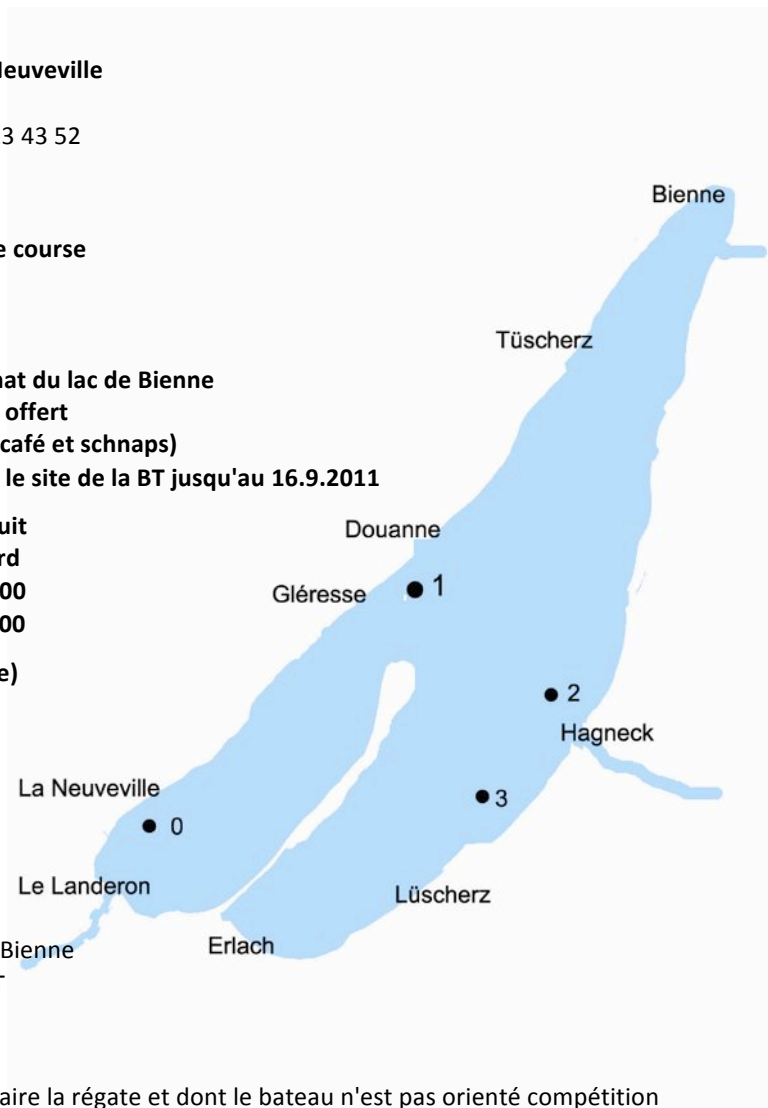 Neuveville
3 43 52
e course
nat du lac de Bienne
offert
café et schnaps)
le site de la BT jusqu'au 16.9.2011
uit
rd
00
00
e)
Bienne
Tüscherz
Douanne
Gléresse
1
2
Hagneck
3
La Neuveville
0
Le Landeron
Lüscherz
Erlach
Bienne
aire la régate et dont le bateau n'est pas orienté compétition